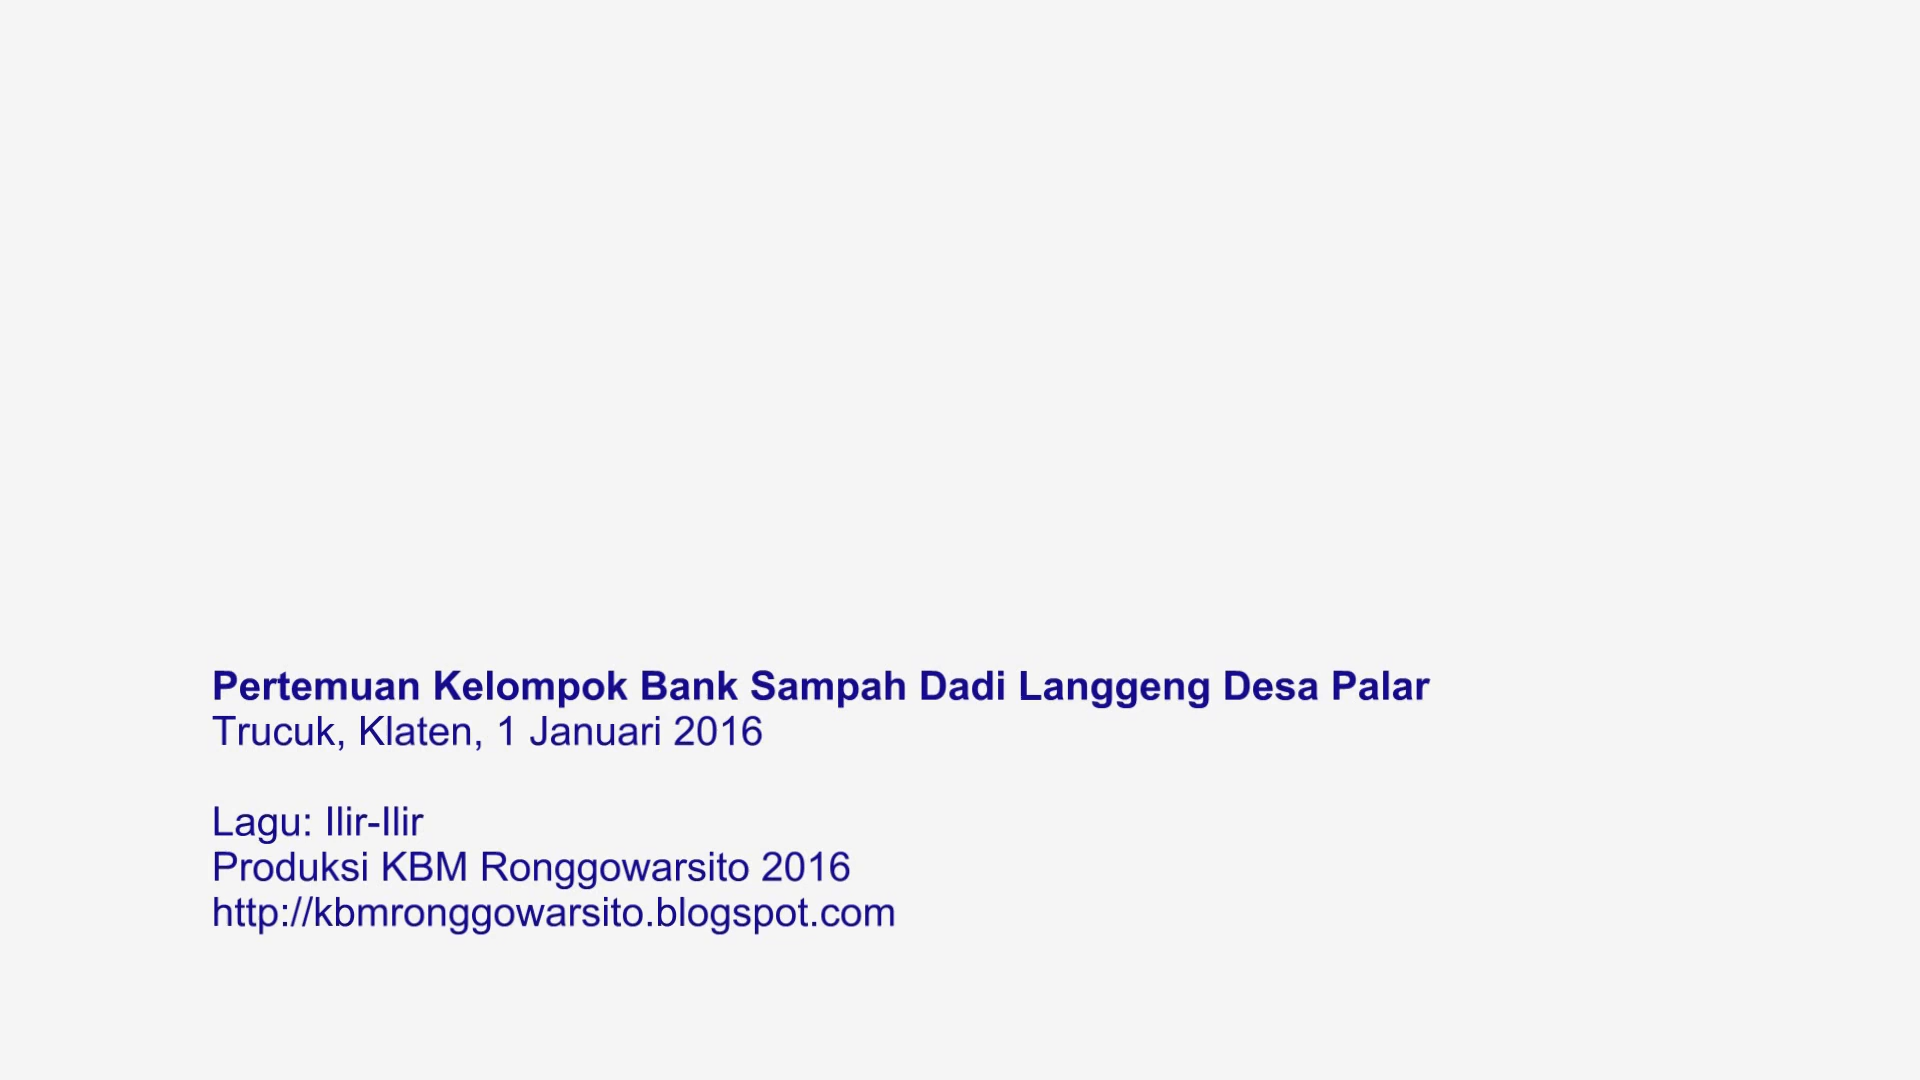 Pertemuan Kelompok Bank Sampah Dadi Langgeng Desa Palar
Trucuk, Klaten, 1 Januari 2016
Lagu: Ilir-Ilir
Produksi KBM Ronggowarsito 2016
http://kbmronggowarsito.blogspot.com